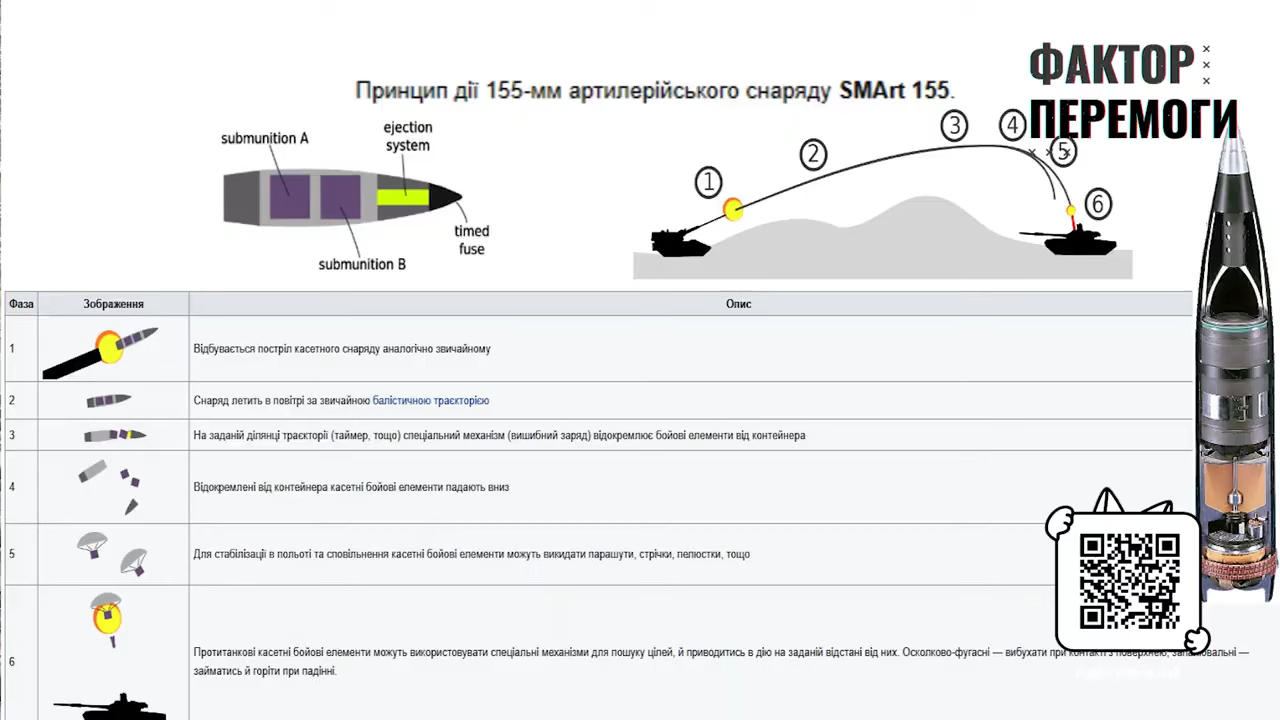 ФАКТОР
ПЕРЕМОГИ
Принцип дії 155-мм артилерійського снаряду SMArt 155.
submunition A
ejection
system
timed
fuse
submunition B
1
2
3
4
5
6
Фаза Зображення Опис
1 Відбувається постріл касетного снаряду аналогічно звичайному
2 Снаряд летить в повітрі за звичайною балістичною траєкторією
3 На заданій ділянці траєкторії (таймер, тощо) спеціальний механізм (вишибний заряд) відокремлює бойові елементи від контейнера
4 Відокремлені від контейнера касетні бойові елементи падають вниз
5 Для стабілізації в польоті та сповільнення касетні бойові елементи можуть викидати парашути, стрічки, пелюстки, тощо
6 Протитанкові касетні бойові елементи можуть використовувати спеціальні механізми для пошуку цілей, й приводитись в дію на заданій відстані від них. Осколково-фугасні — вибухати при контакті з поверхнею, запалювальні —
займатись й горіти при падінні.